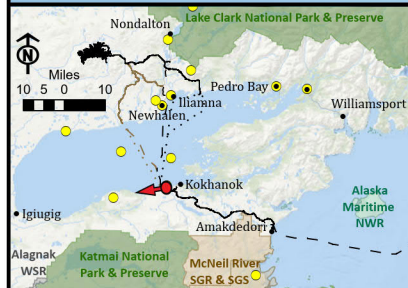 Lake Clark National Park & Preserve
Nondalton
N
Miles
10 5 0 10
Pedro Bay
Iliamna
Newhalen
Williamsport
Kokhanok
Igiugig
Amakdedori
Alaska
Maritime
NWR
Alagnak
WSR
Katmai National
Park & Preserve
McNeil River
SGR & SGS